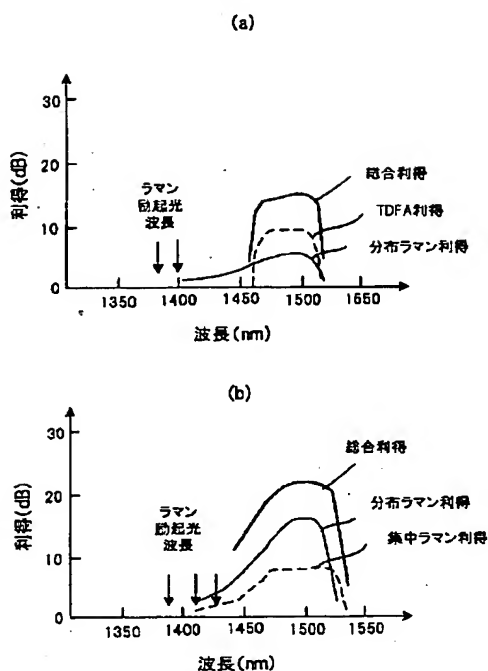 (a)
利得(dB)
30
20
10
0
ラマン
励起光
波長
総合利得
TDFA利得
分布ラマン利得
1350 1400 1450 1500 1650
波長(nm)
(b)
利得(dB)
30
20
10
0
ラマン
励起光
波長
総合利得
分布ラマン利得
集中ラマン利得
1350 1400 1450 1500 1550
波長(nm)